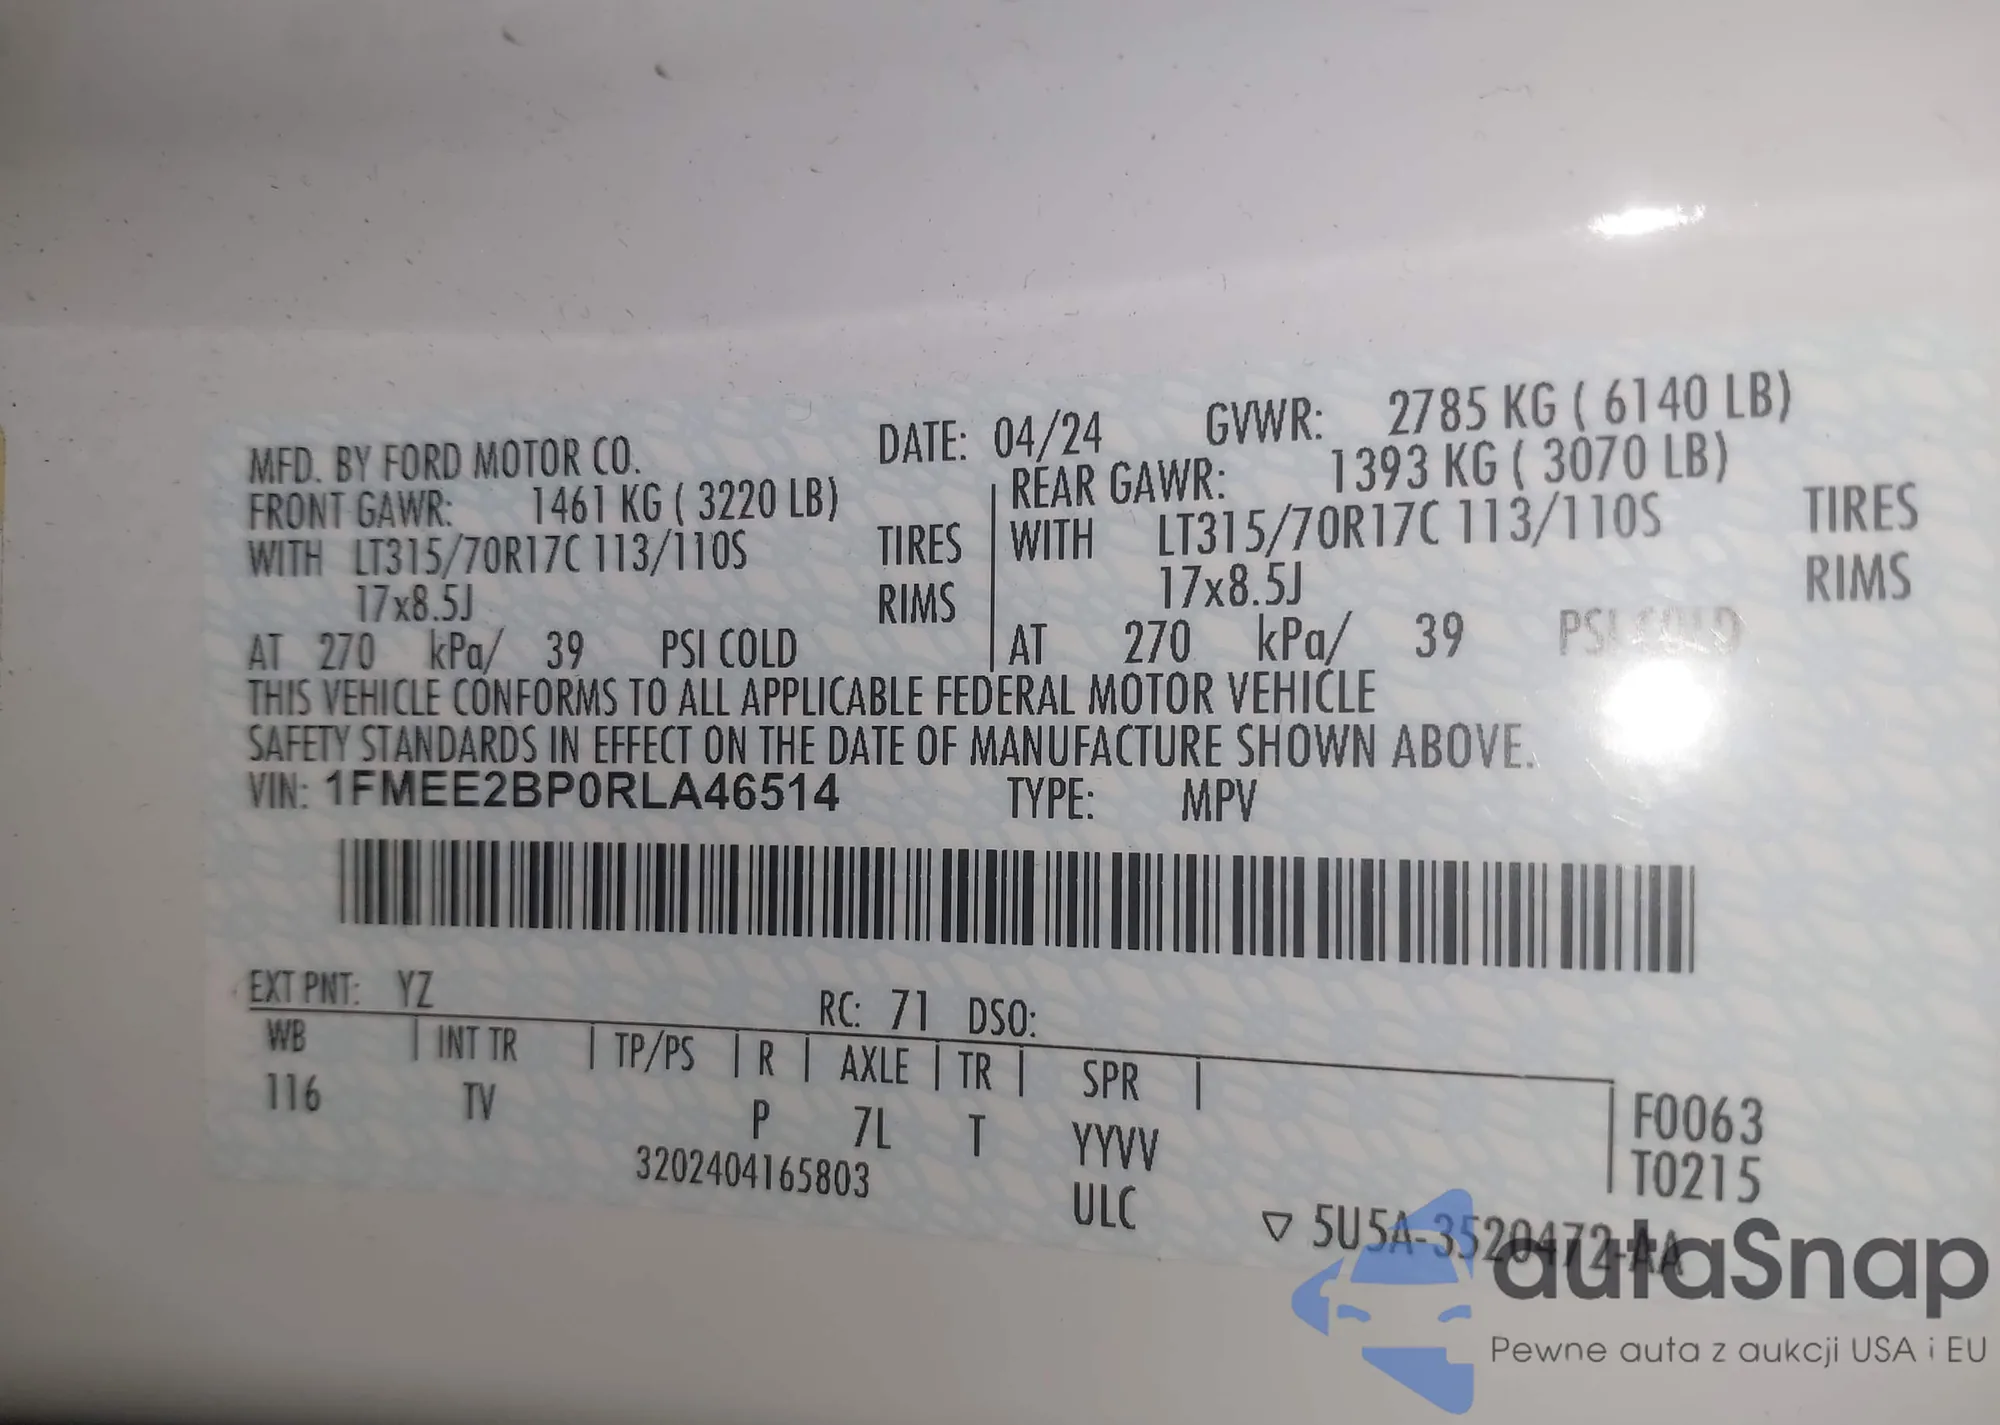 MFD. BY FORD MOTOR CO. DATE: 04/24 GVWR: 2785 KG ( 6140 LB)
FRONT GAWR: 1461 KG ( 3220 LB) REAR GAWR: 1393 KG ( 3070 LB)
WITH LT315/70R17C 113/110S TIRES WITH LT315/70R17C 113/110S TIRES
17x8.5J RIMS 17x8.5J RIMS
AT 270 kPa/ 39 PSI COLD AT 270 kPa/ 39 PSI COLD
THIS VEHICLE CONFORMS TO ALL APPLICABLE FEDERAL MOTOR VEHICLE
SAFETY STANDARDS IN EFFECT ON THE DATE OF MANUFACTURE SHOWN ABOVE.
VIN: 1FMEE2BP0RLA46514 TYPE: MPV
EXT PNT: YZ RC: 71 DSO:
WB | INT TR | TP/PS | R | AXLE | TR | SPR |
116 TV P 7L T YYVV
F0063
T0215
3202404165803
ULC
▽ 5U5A-3520472-AA
autaSnap
Pewne auta z aukcji USA i EU